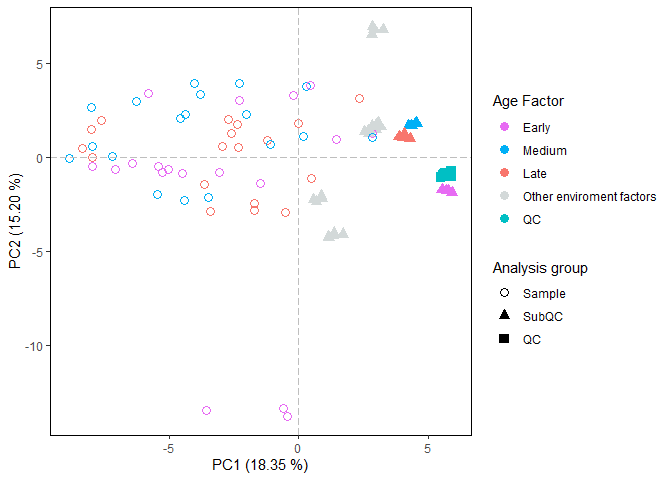 5
0
-5
-10
PC2 (15.20 %)
-5
0
5
PC1 (18.35 %)
Age Factor
Early
Medium
Late
Other enviroment factors
QC
Analysis group
Sample
SubQC
QC